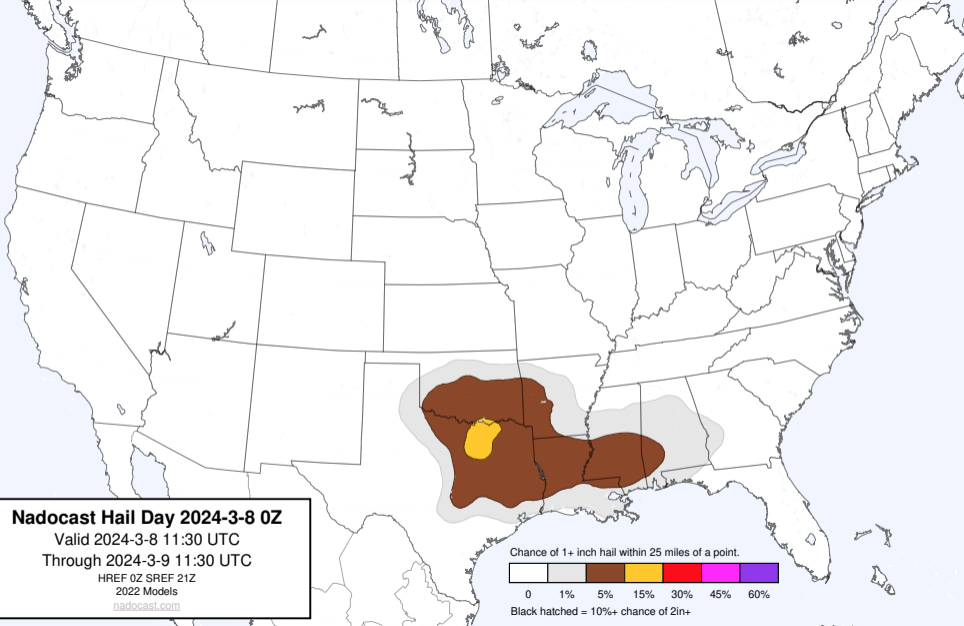 Nadocast Hail Day 2024-3-8 0Z
Valid 2024-3-8 11:30 UTC
Through 2024-3-9 11:30 UTC
HREF 0Z SREF 21Z
2022 Models
nadocast.com
Chance of 1+ inch hail within 25 miles of a point.
0 1% 5% 15% 30% 45% 60%
Black hatched = 10%+ chance of 2in+